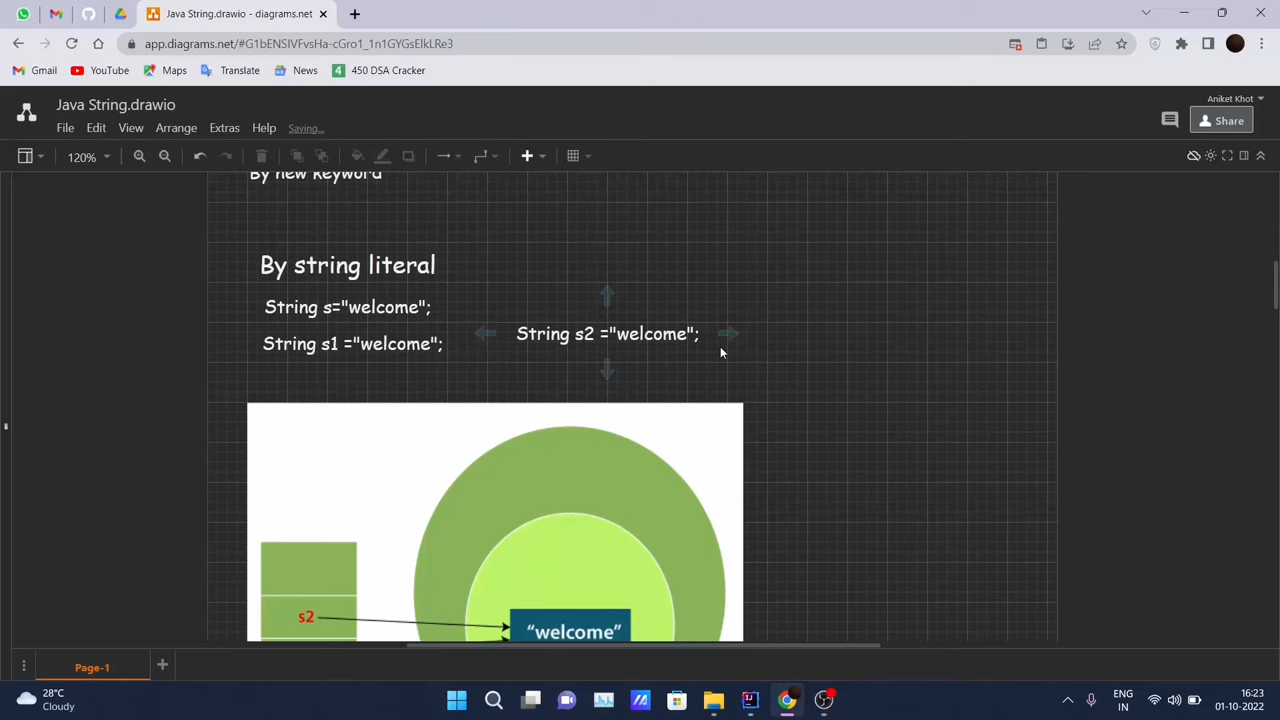 Java String.drawio - diagrams.net
app.diagrams.net/#G1bENSIVFvsHa-cGro1_1n1GYGsElkLRe3
Gmail YouTube Maps Translate News 4 450 DSA Cracker
Java String.drawio
Aniket Khot
File Edit View Arrange Extras Help Saving...
Share
120%
By new keyword
By string literal
String s="welcome";
String s1 ="welcome";
String s2 ="welcome";
s2
“welcome”
Page-1
28°C
Cloudy
ENG
IN
16:23
01-10-2022